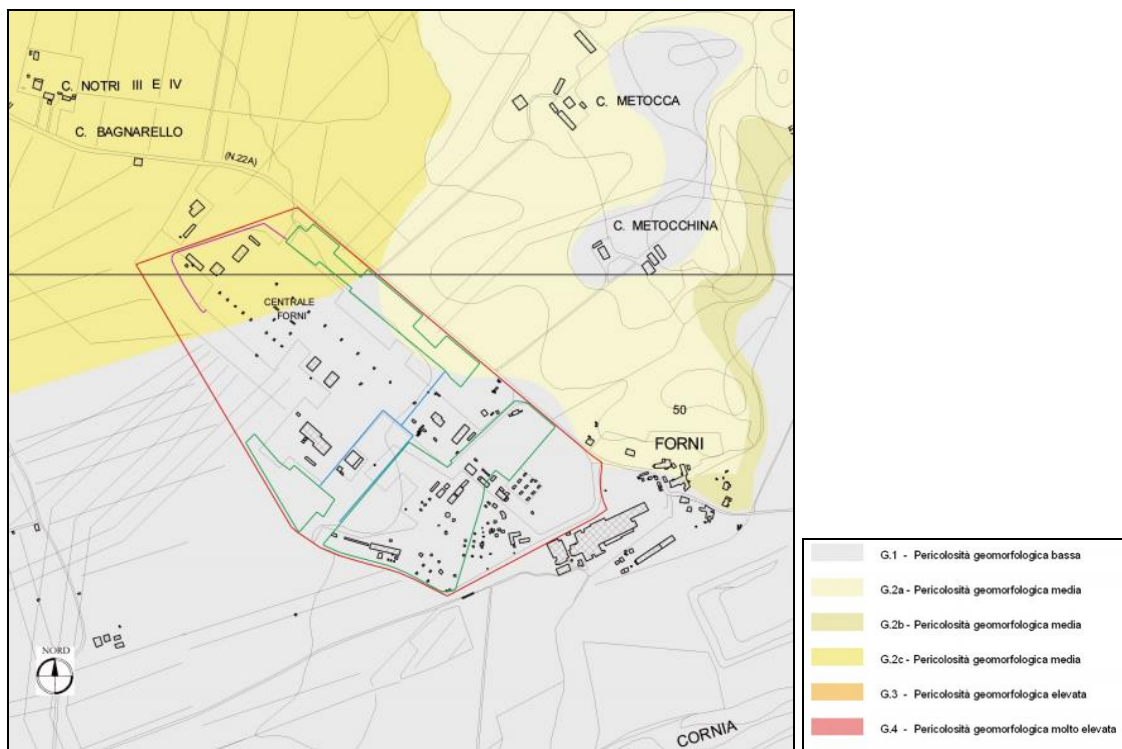 C. NOTRI III E IV
C. METOCCA
C. BAGNARELLO
(N.22A)
C. METOCCHINA
CENTRALE
FORNI
50
FORNI
NORD
CORNIA
G.1 - Pericolosità geomorfologica bassa
G.2a - Pericolosità geomorfologica media
G.2b - Pericolosità geomorfologica media
G.2c - Pericolosità geomorfologica media
G.3 - Pericolosità geomorfologica elevata
G.4 - Pericolosità geomorfologica molto elevata